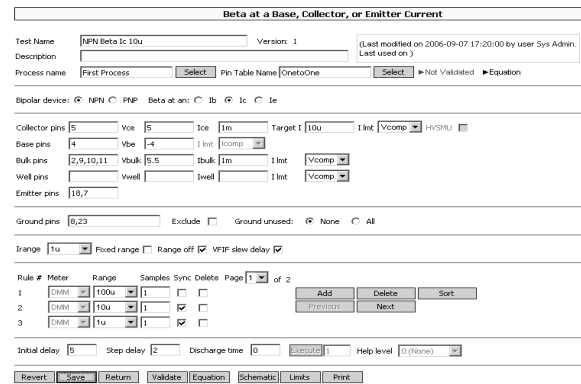 Beta at a Base, Collector, or Emitter Current
Test Name NPN Beta Ic 10u Version: 1
(Last modified on 2006-09-07 17:20:00 by user Sys Admin.
Last used on )
Description
Process name First Process Select Pin Table Name OnetoOne Select ►Not Validated ►Equation
Bipolar device: NPN PNP Beta at an: Ib Ic Ie
Collector pins 5 Vce 5 Ice 1m Target I 10u I lmt Vcomp HVSMU
Base pins 4 Vbe -4 I lmt Icomp
Bulk pins 2,9,10,11 Vbulk 5.5 Ibulk 1m I lmt Vcomp
Well pins Vwell Iwell I lmt Vcomp
Emitter pins 18,7
Ground pins 8,23 Exclude Ground unused: None All
Irange 1u Fixed range Range off VFIF slew delay
Rule # Meter Range Samples Sync Delete Page 1 of 2
1 DMM 100u 1 Add Delete Sort
2 DMM 10u 1 Previous Next
3 DMM 1u 1
Initial delay 5 Step delay 2 Discharge time 0 Execute 1 Help level 0:(None)
Revert Save Return Validate Equation Schematic Limits Print